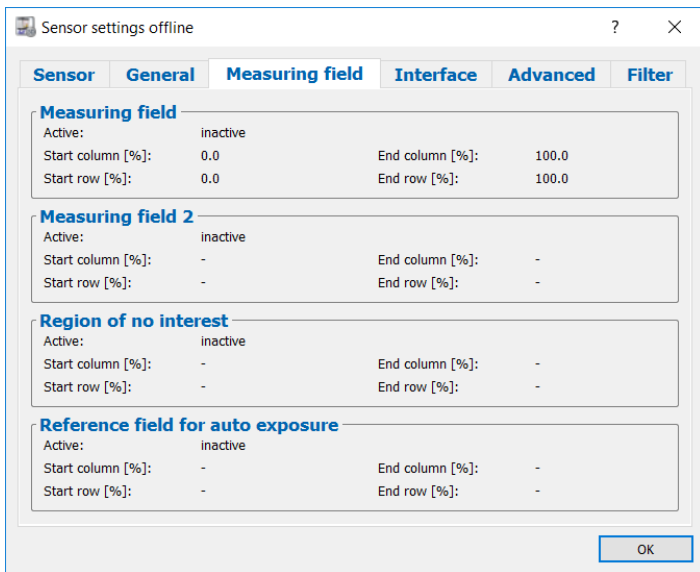 Sensor settings offline ? ×
Sensor General Measuring field Interface Advanced Filter
Measuring field
Active: inactive
Start column [%]: 0.0 End column [%]: 100.0
Start row [%]: 0.0 End row [%]: 100.0
Measuring field 2
Active: inactive
Start column [%]: - End column [%]: -
Start row [%]: - End row [%]: -
Region of no interest
Active: inactive
Start column [%]: - End column [%]: -
Start row [%]: - End row [%]: -
Reference field for auto exposure
Active: inactive
Start column [%]: - End column [%]: -
Start row [%]: - End row [%]: -
OK